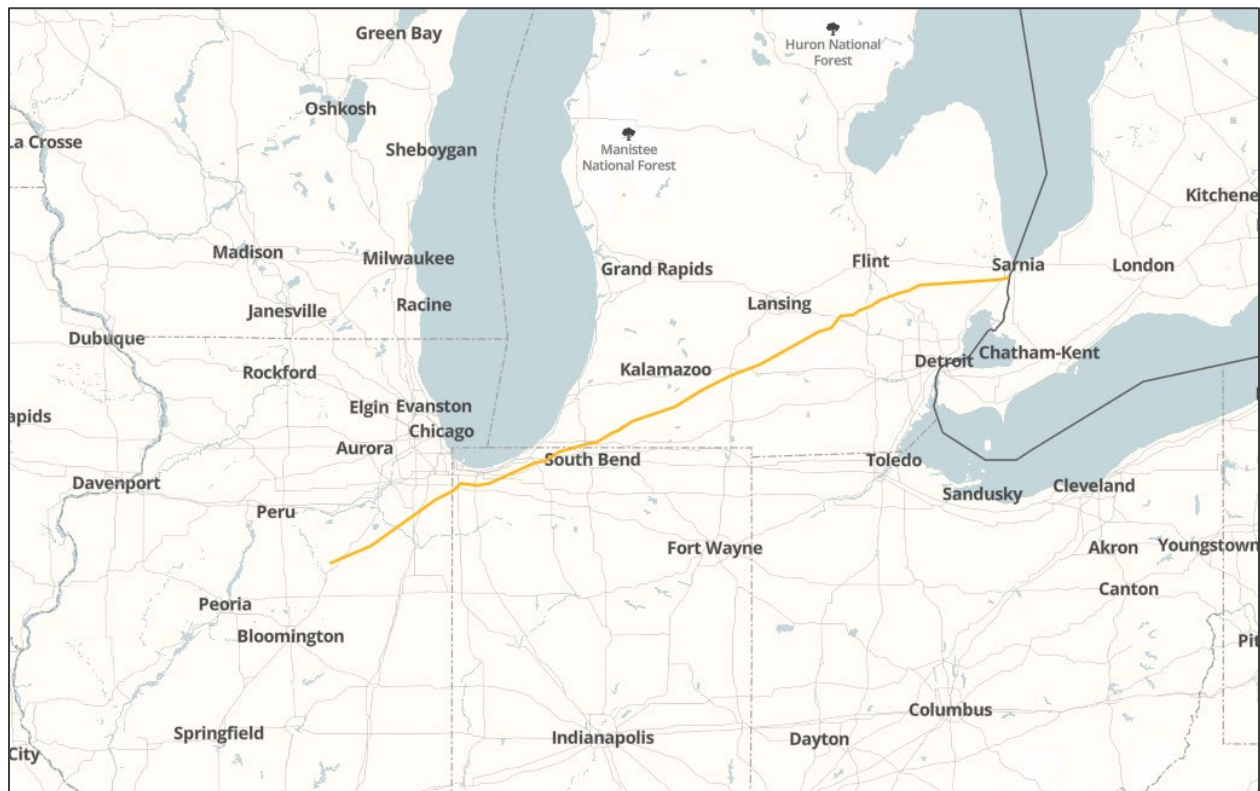 Green Bay
Huron National
Forest
Oshkosh
La Crosse
Sheboygan
Manistee
National Forest
Kitchene
Madison
Milwaukee
Grand Rapids
Flint
Sarnia
London
Janesville
Racine
Lansing
Dubuque
Rockford
Kalamazoo
Detroit
Chatham-Kent
Elgin
Evanston
apids
Chicago
Aurora
South Bend
Toledo
Davenport
Sandusky
Cleveland
Peru
Fort Wayne
Akron
Youngstown
Canton
Peoria
Bloomington
Pit
Columbus
Springfield
Indianapolis
Dayton
City